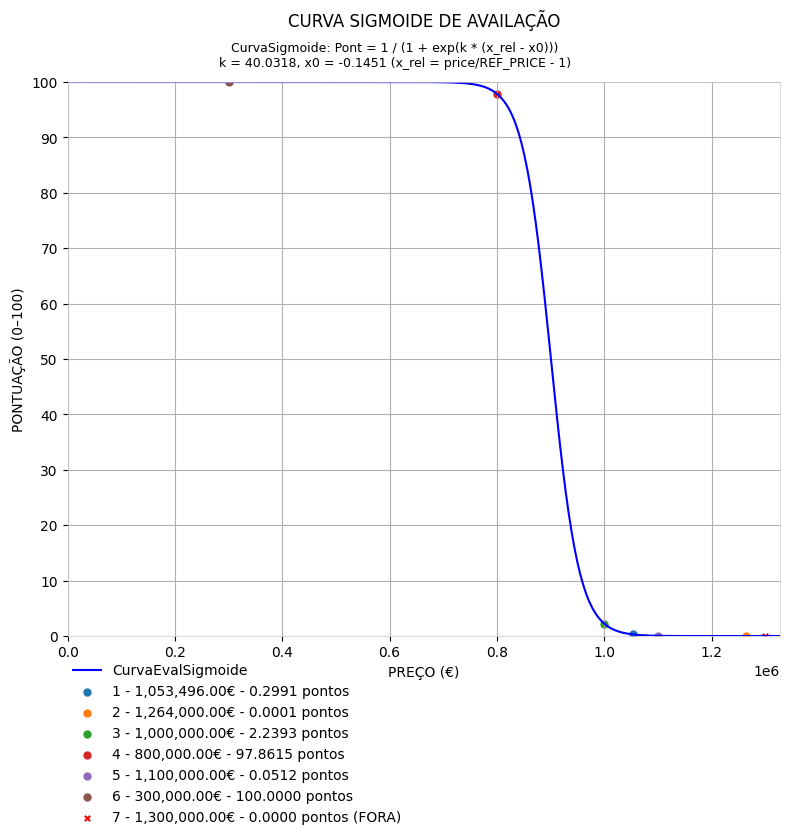 CURVA SIGMOIDE DE AVAILAÇÃO
CurvaSigmoide: Pont = 1 / (1 + exp(k * (x_rel - x0)))
k = 40.0318, x0 = -0.1451 (x_rel = price/REF_PRICE - 1)
100
90
80
70
60
50
40
30
20
10
0
PONTUAÇÃO (0–100)
0.0 0.2 0.4 0.6 0.8 1.0 1.2
PREÇO (€)
1e6
CurvaEvalSigmoide
1 - 1,053,496.00€ - 0.2991 pontos
2 - 1,264,000.00€ - 0.0001 pontos
3 - 1,000,000.00€ - 2.2393 pontos
4 - 800,000.00€ - 97.8615 pontos
5 - 1,100,000.00€ - 0.0512 pontos
6 - 300,000.00€ - 100.0000 pontos
7 - 1,300,000.00€ - 0.0000 pontos (FORA)